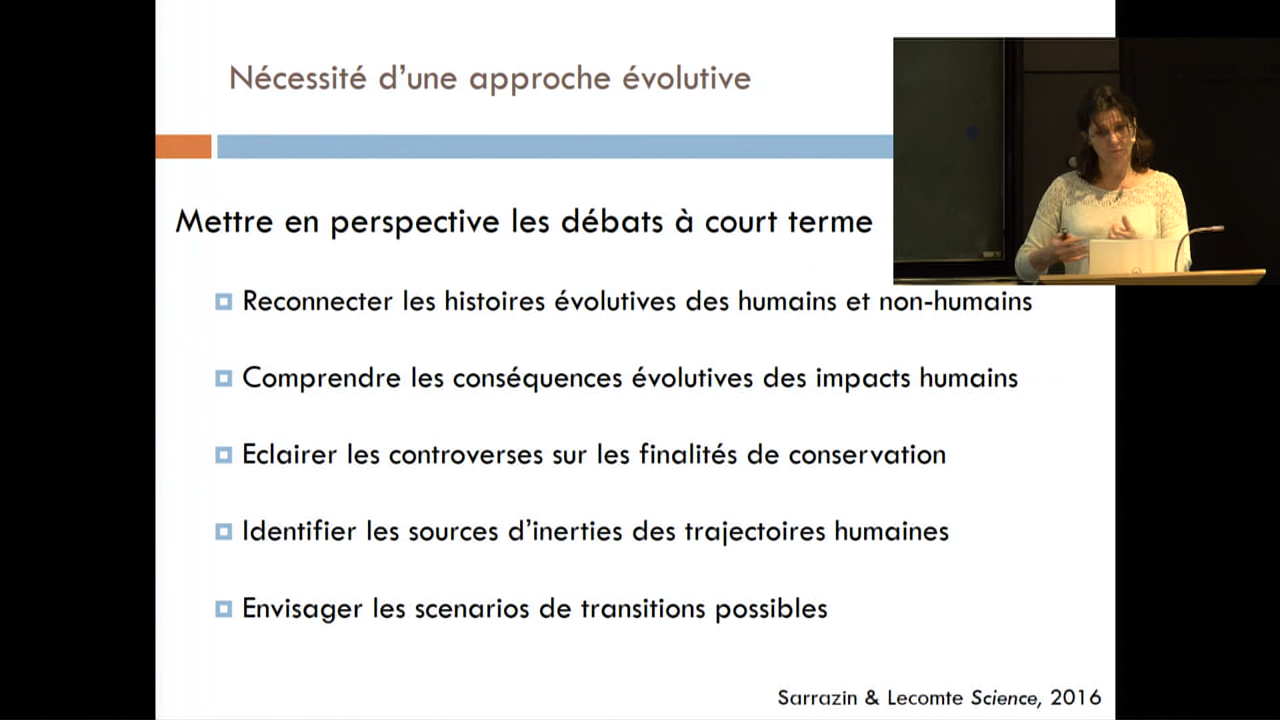 Nécessité d'une approche évolutive
Mettre en perspective les débats à court terme
Reconnecter les histoires évolutives des humains et non-humains
Comprendre les conséquences évolutives des impacts humains
Eclairer les controverses sur les finalités de conservation
Identifier les sources d'inerties des trajectoires humaines
Envisager les scenarios de transitions possibles
Sarrazin & Lecomte Science, 2016